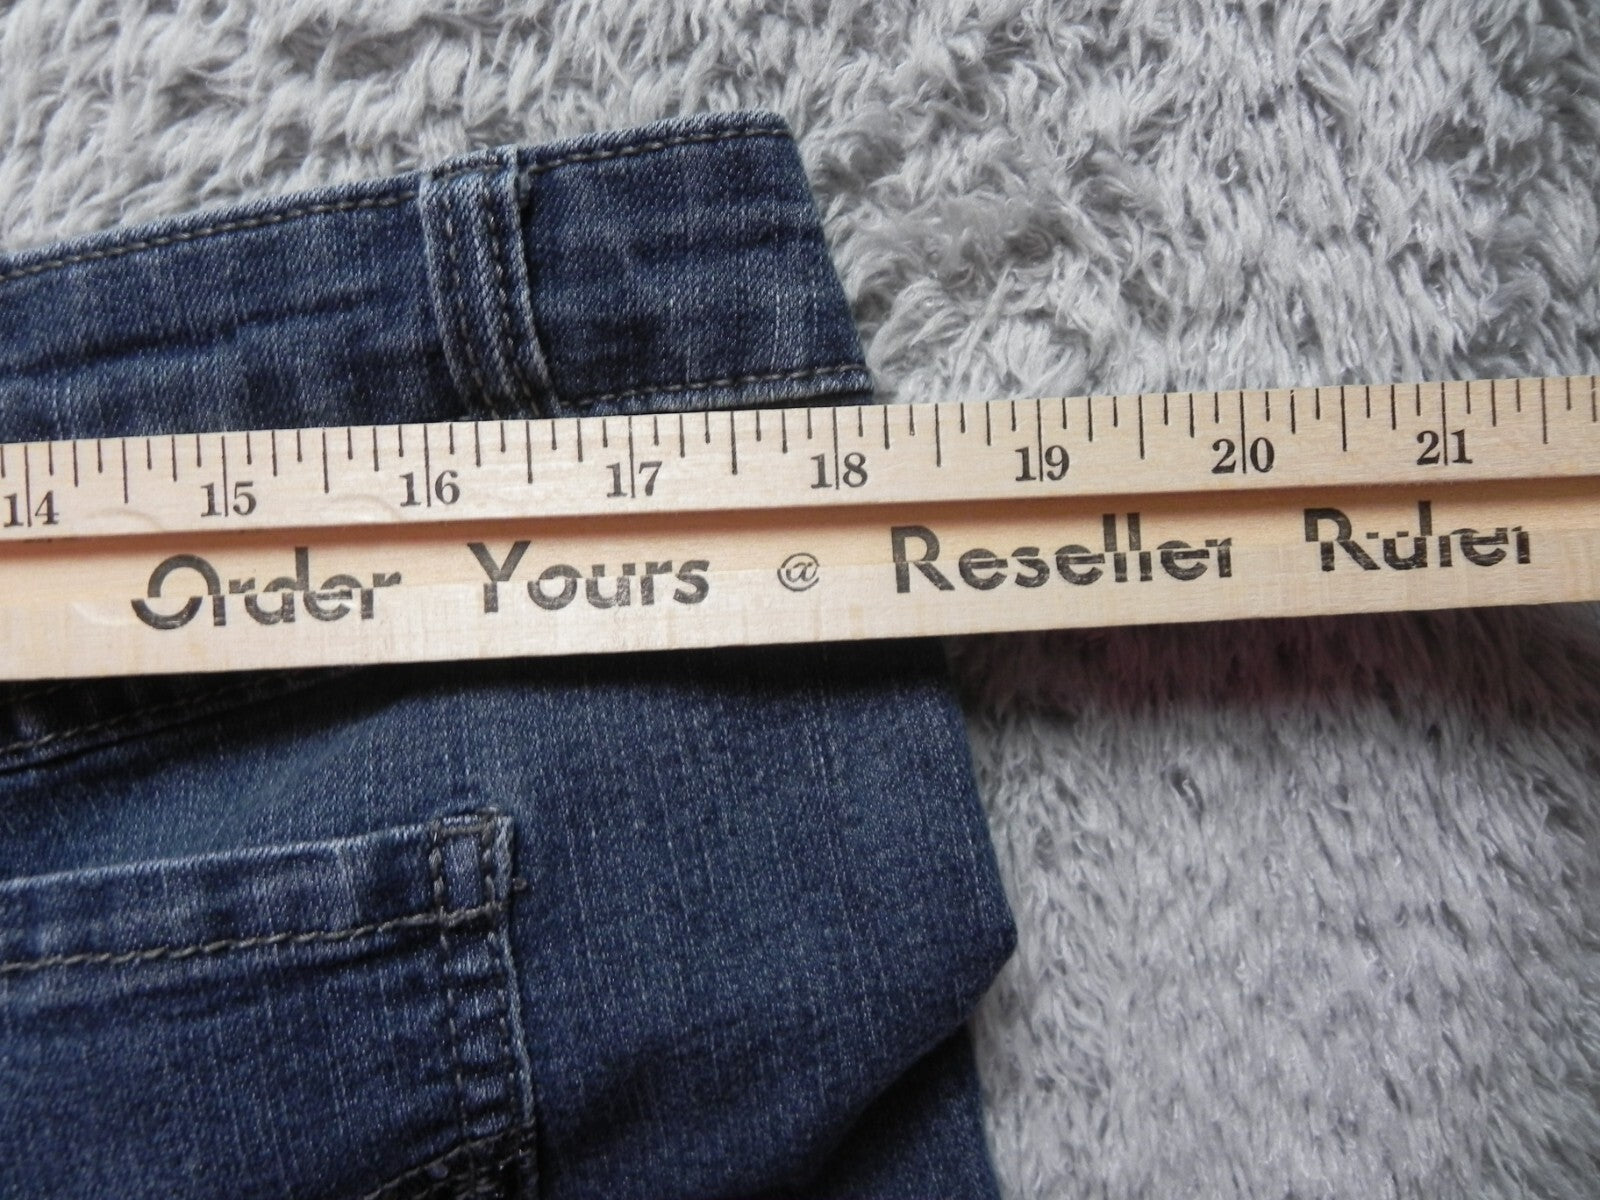 14 15 16 17 18 19 20 21
Order Yours @ Reseller Ruler